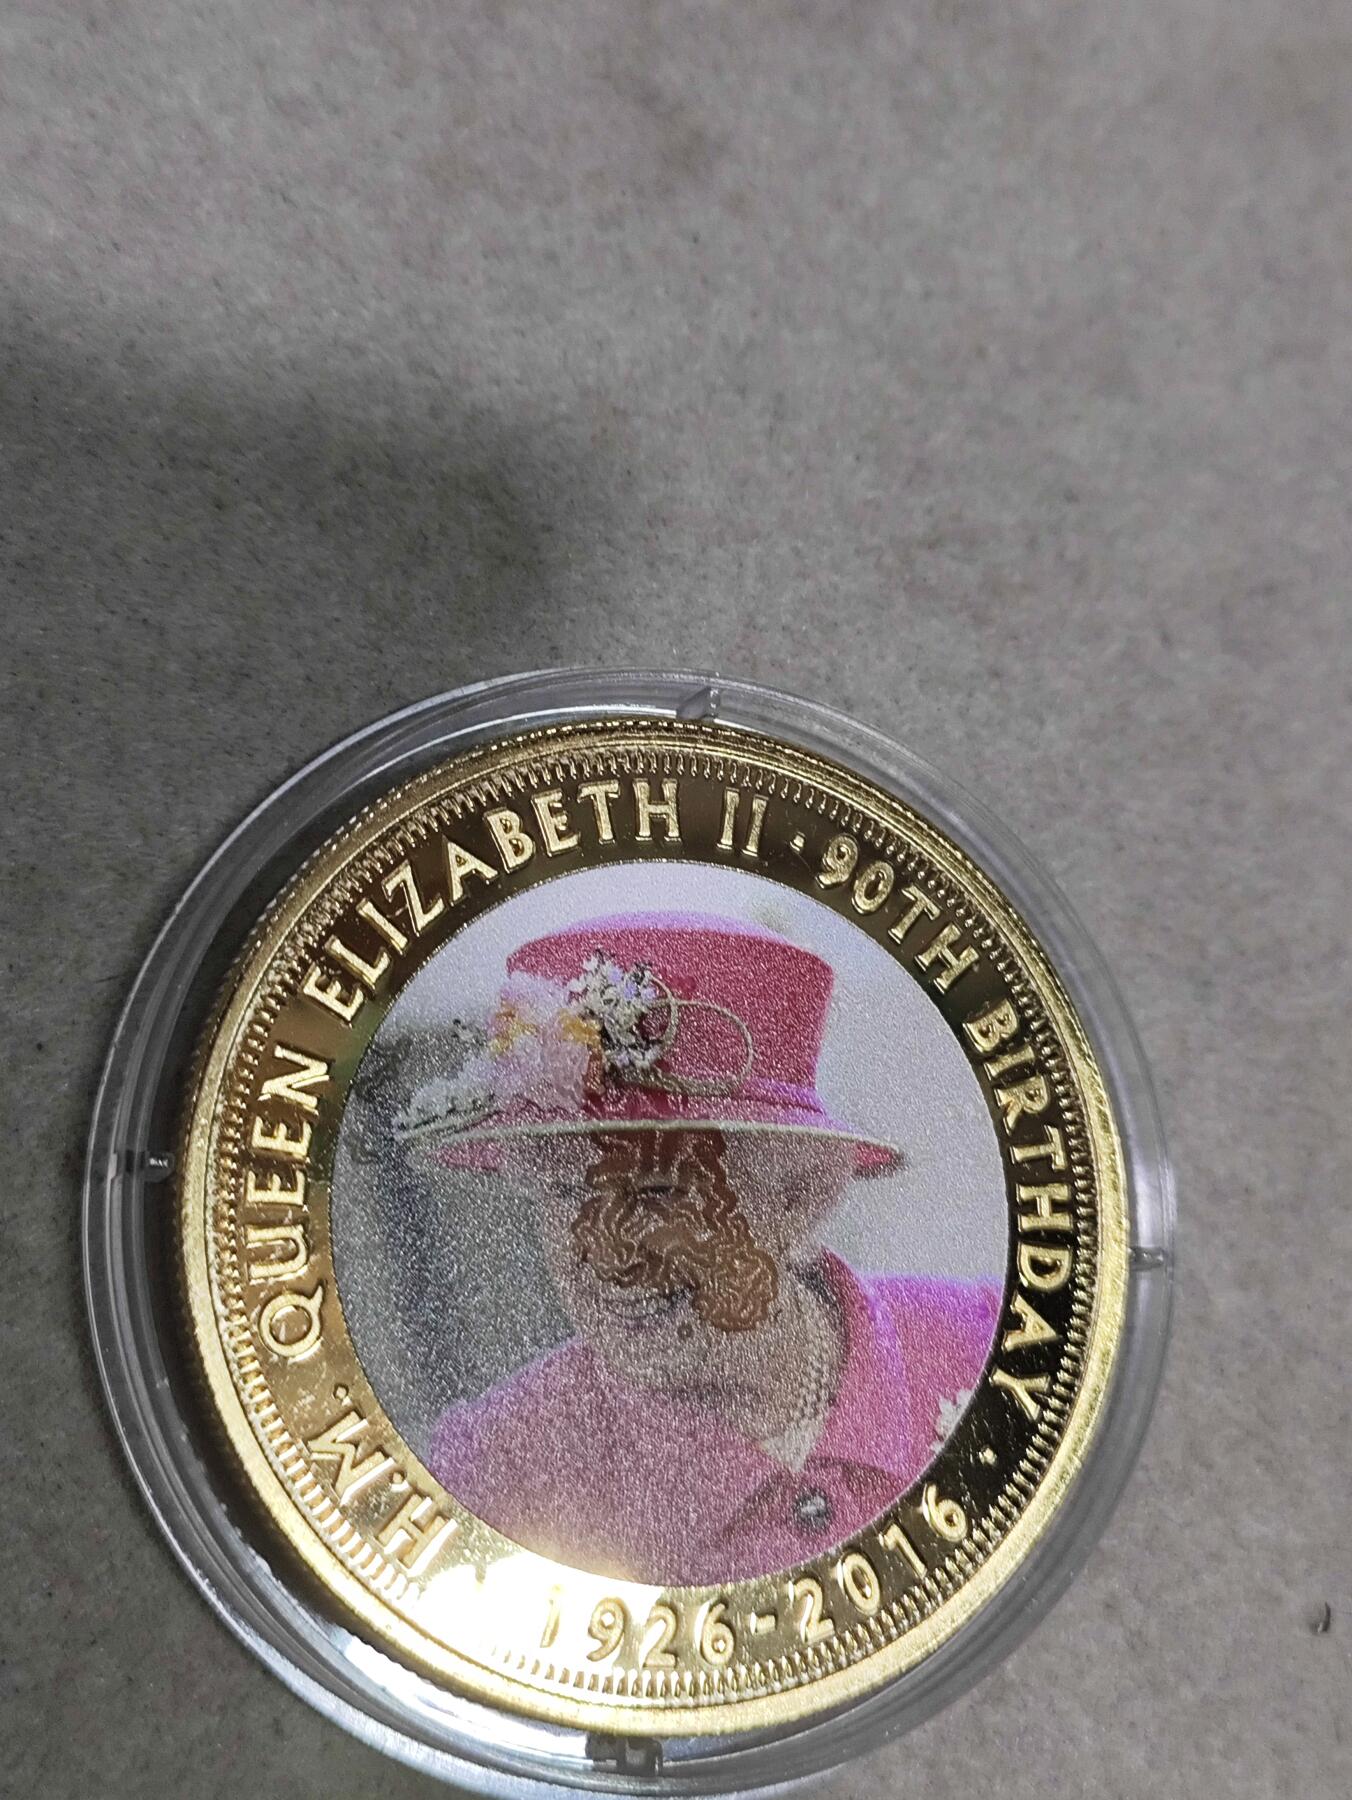 H.M. QUEEN ELIZABETH II · 90TH BIRTHDAY ·
1926-2016